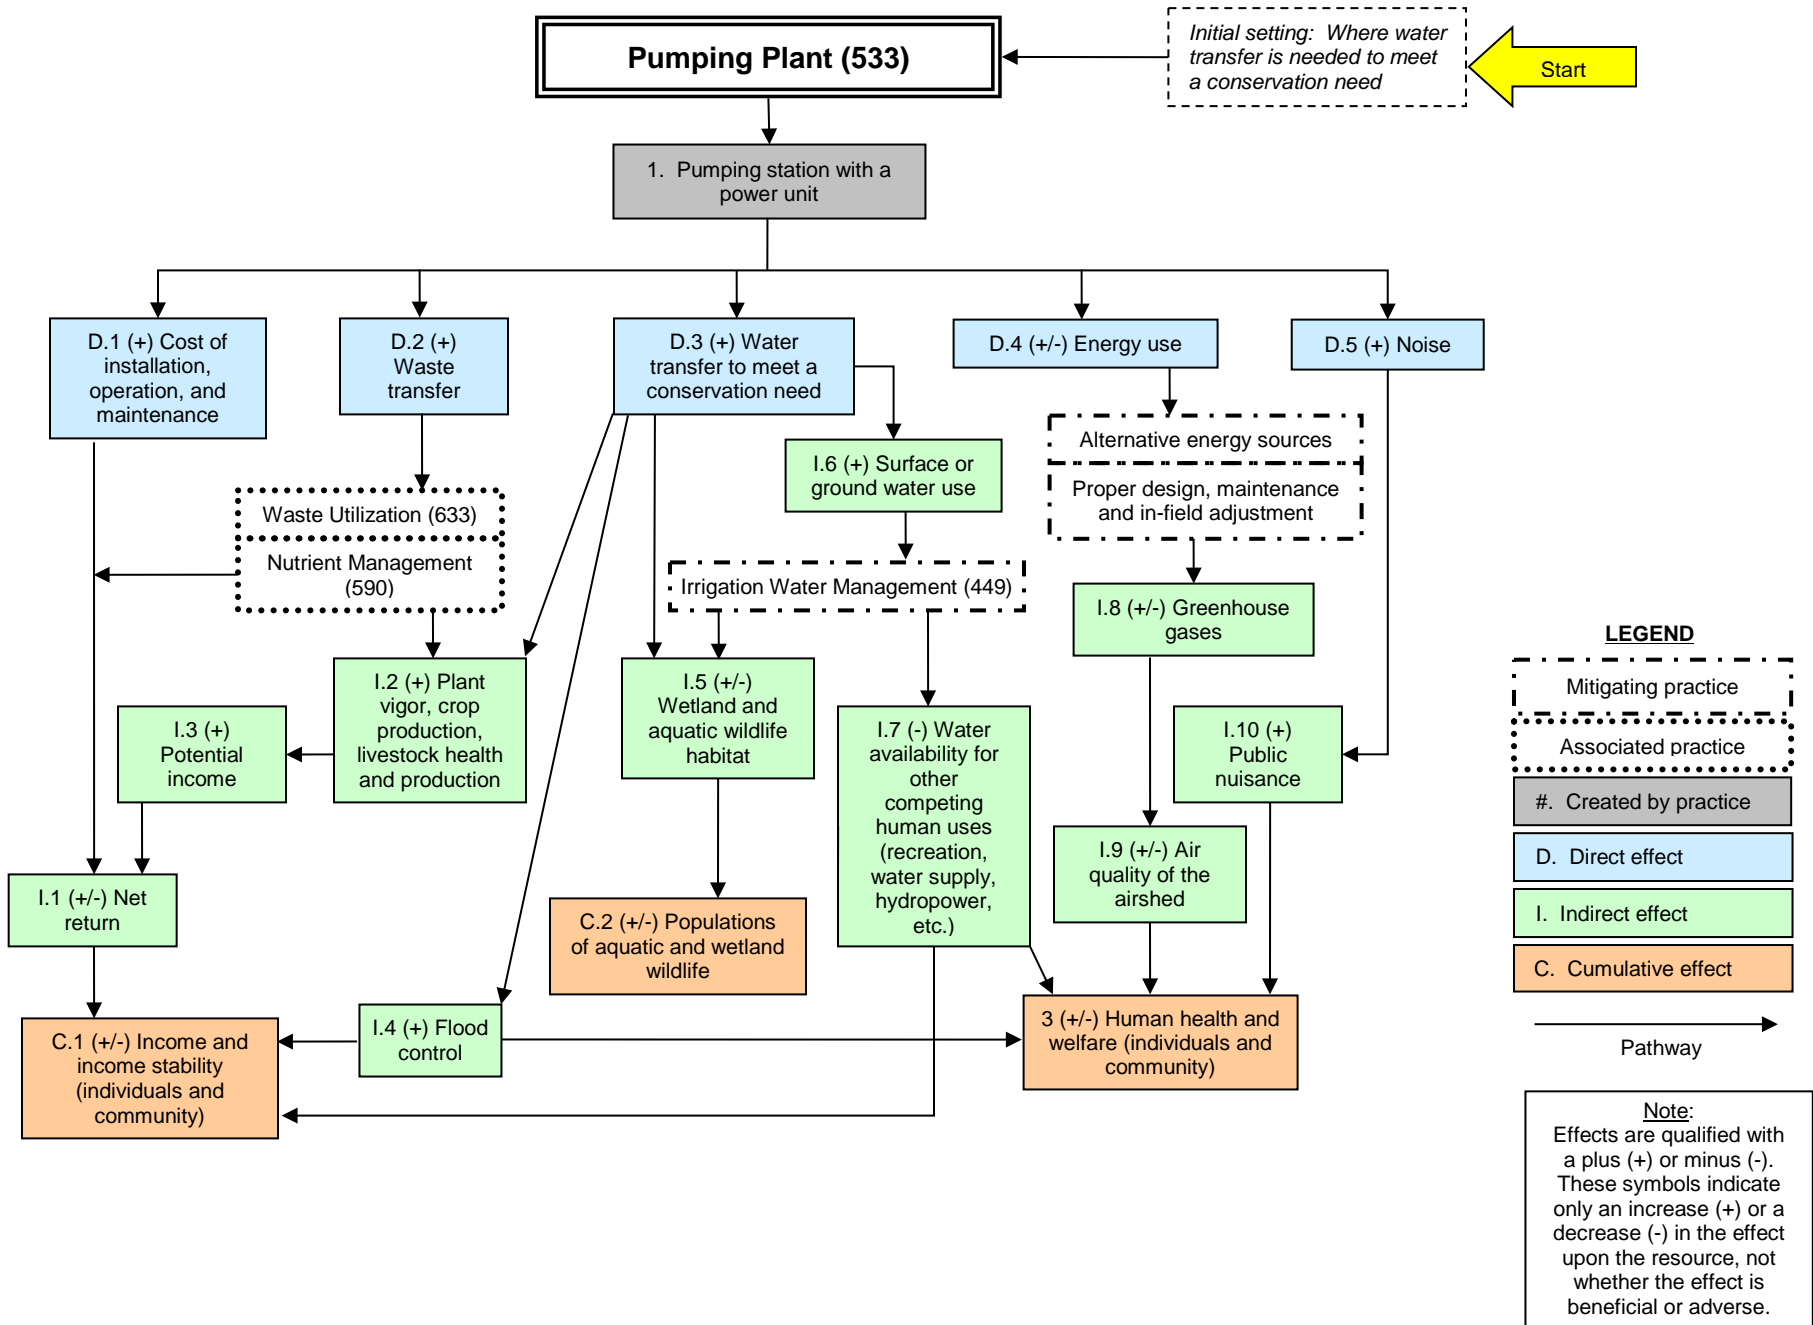 Pumping Plant (533)
Initial setting:  Where water
transfer is needed to meet
a conservation need
Start
1.  Pumping station with a
power unit
D.1 (+) Cost of
installation,
operation, and
maintenance
D.2 (+)
Waste
transfer
D.3 (+) Water
transfer to meet a
conservation need
D.4 (+/-) Energy use
D.5 (+) Noise
Alternative energy sources
Proper design, maintenance
and in-field adjustment
I.6 (+) Surface or
ground water use
Waste Utilization (633)
Nutrient Management
(590)
Irrigation Water Management (449)
I.8 (+/-) Greenhouse
gases
I.2 (+) Plant
vigor, crop
production,
livestock health
and production
I.5 (+/-)
Wetland and
aquatic wildlife
habitat
I.3 (+)
Potential
income
I.7 (-) Water
availability for
other
competing
human uses
(recreation,
water supply,
hydropower,
etc.)
I.10 (+)
Public
nuisance
I.9 (+/-) Air
quality of the
airshed
I.1 (+/-) Net
return
C.2 (+/-) Populations
of aquatic and wetland
wildlife
I.4 (+) Flood
control
C.1 (+/-) Income and
income stability
(individuals and
community)
3 (+/-) Human health and
welfare (individuals and
community)
LEGEND
Mitigating practice
Associated practice
#.  Created by practice
D.  Direct effect
I.  Indirect effect
C.  Cumulative effect
Pathway
Note:
Effects are qualified with
a plus (+) or minus (-).
These symbols indicate
only an increase (+) or a
decrease (-) in the effect
upon the resource, not
whether the effect is
beneficial or adverse.